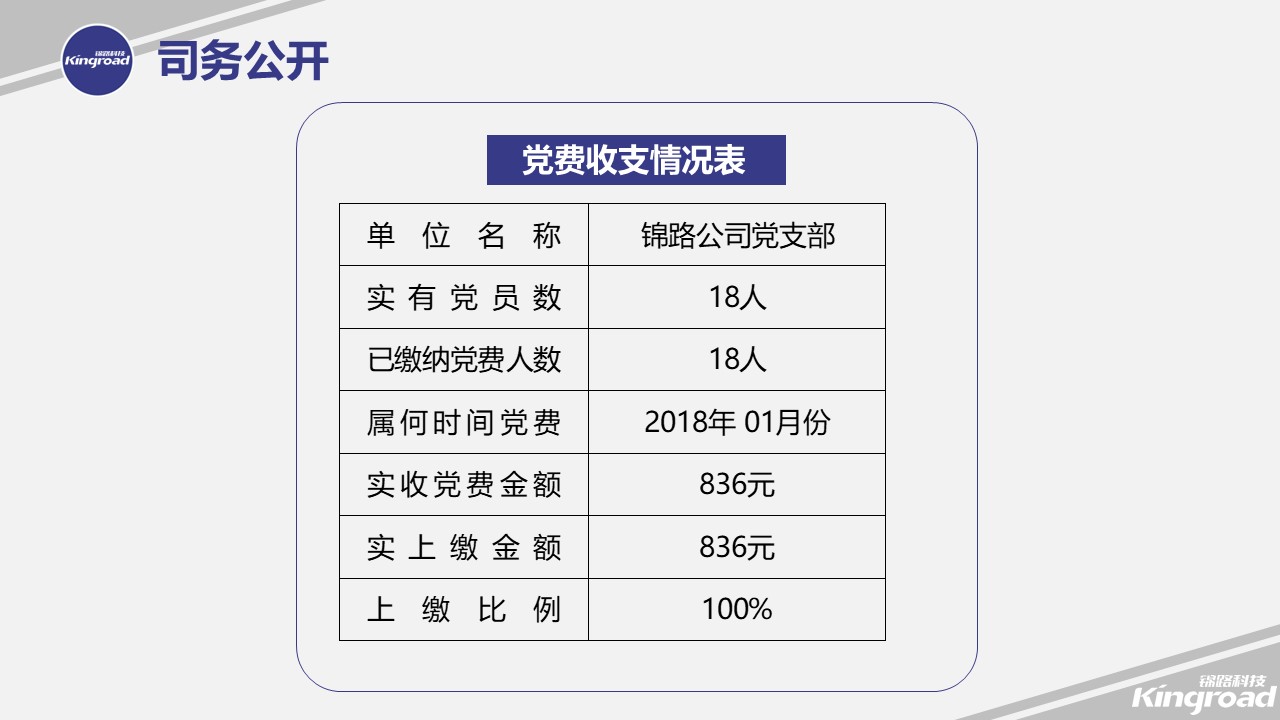 锦路科技
Kingroad
司务公开
党费收支情况表
单位名称 锦路公司党支部
实有党员数 18人
已缴纳党费人数 18人
属何时间党费 2018年 01月份
实收党费金额 836元
实上缴金额 836元
上缴比例 100%
锦路科技
Kingroad